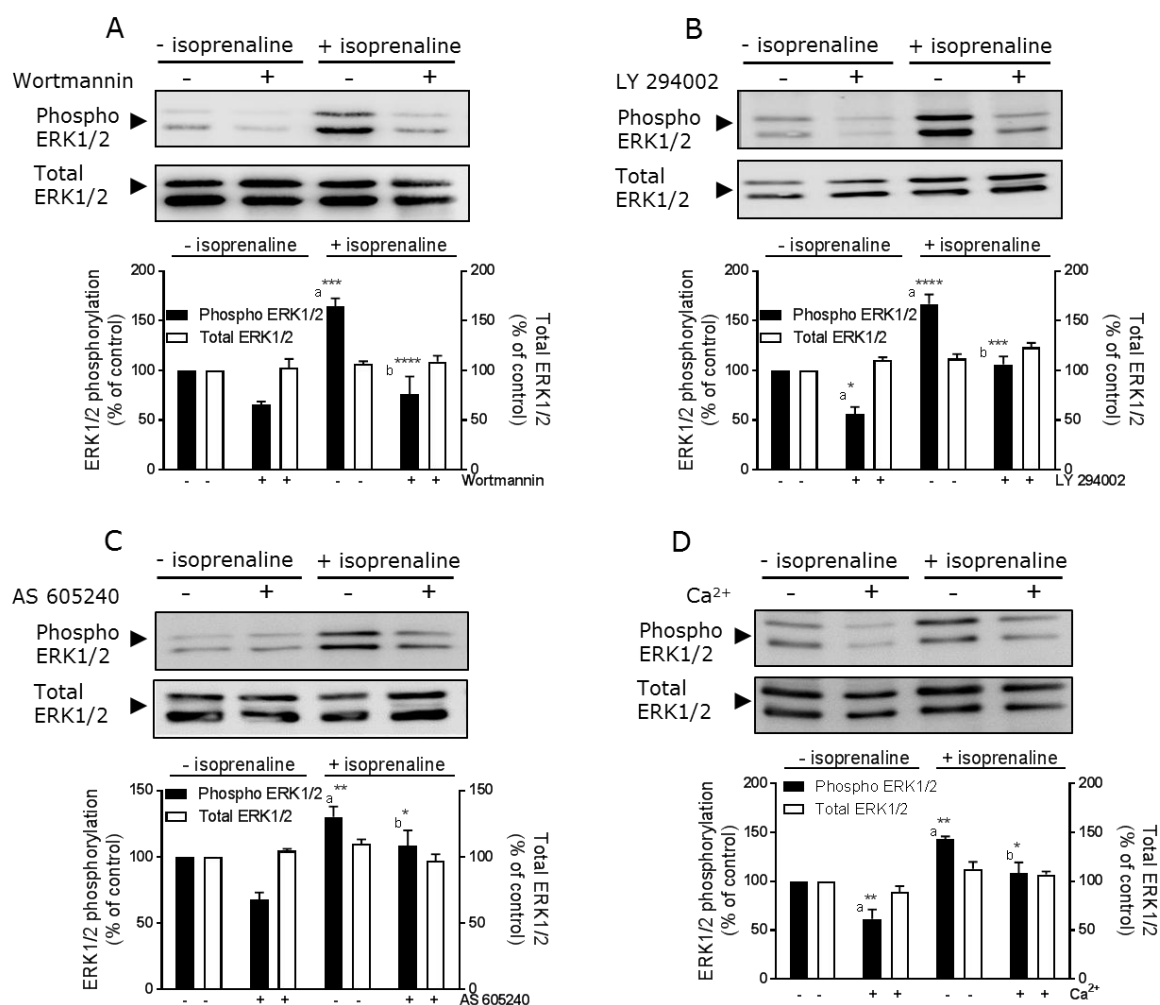 A
- isoprenaline + isoprenaline
Wortmannin - + - +
Phospho
ERK1/2
Total
ERK1/2
- isoprenaline + isoprenaline
200 200
150 150
100 100
50 50
0 0
ERK1/2 phosphorylation
(% of control)
Total ERK1/2
(% of control)
Phospho ERK1/2
Total ERK1/2
a ***
b ****
- - + + - - + + Wortmannin
B
- isoprenaline + isoprenaline
LY 294002 - + - +
Phospho
ERK1/2
Total
ERK1/2
- isoprenaline + isoprenaline
200 200
150 150
100 100
50 50
0 0
ERK1/2 phosphorylation
(% of control)
Total ERK1/2
(% of control)
Phospho ERK1/2
Total ERK1/2
a *
a ****
b ***
- - + + - - + + LY 294002
C
- isoprenaline + isoprenaline
AS 605240 - + - +
Phospho
ERK1/2
Total
ERK1/2
- isoprenaline + isoprenaline
150 150
100 100
50 50
0 0
ERK1/2 phosphorylation
(% of control)
Total ERK1/2
(% of control)
Phospho ERK1/2
Total ERK1/2
a **
b *
- - + + - - + + AS 605240
D
- isoprenaline + isoprenaline
Ca²⁺ - + - +
Phospho
ERK1/2
Total
ERK1/2
- isoprenaline + isoprenaline
200 200
150 150
100 100
50 50
0 0
ERK1/2 phosphorylation
(% of control)
Total ERK1/2
(% of control)
Phospho ERK1/2
Total ERK1/2
a **
a **
b *
- - + + - - + + Ca²⁺